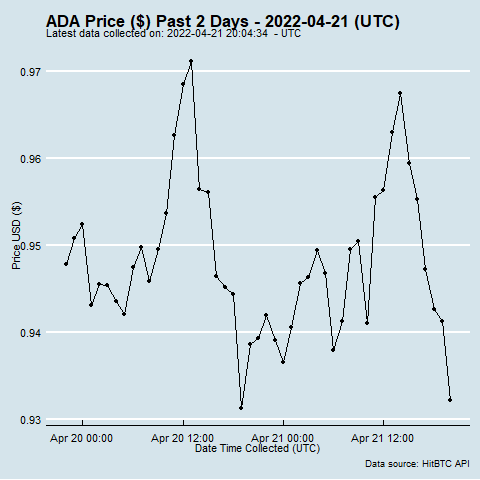 ADA Price ($) Past 2 Days - 2022-04-21 (UTC)
Latest data collected on: 2022-04-21 20:04:34  - UTC
0.97
0.96
0.95
0.94
0.93
Price USD ($)
Apr 20 00:00
Apr 20 12:00
Apr 21 00:00
Apr 21 12:00
Date Time Collected (UTC)
Data source: HitBTC API